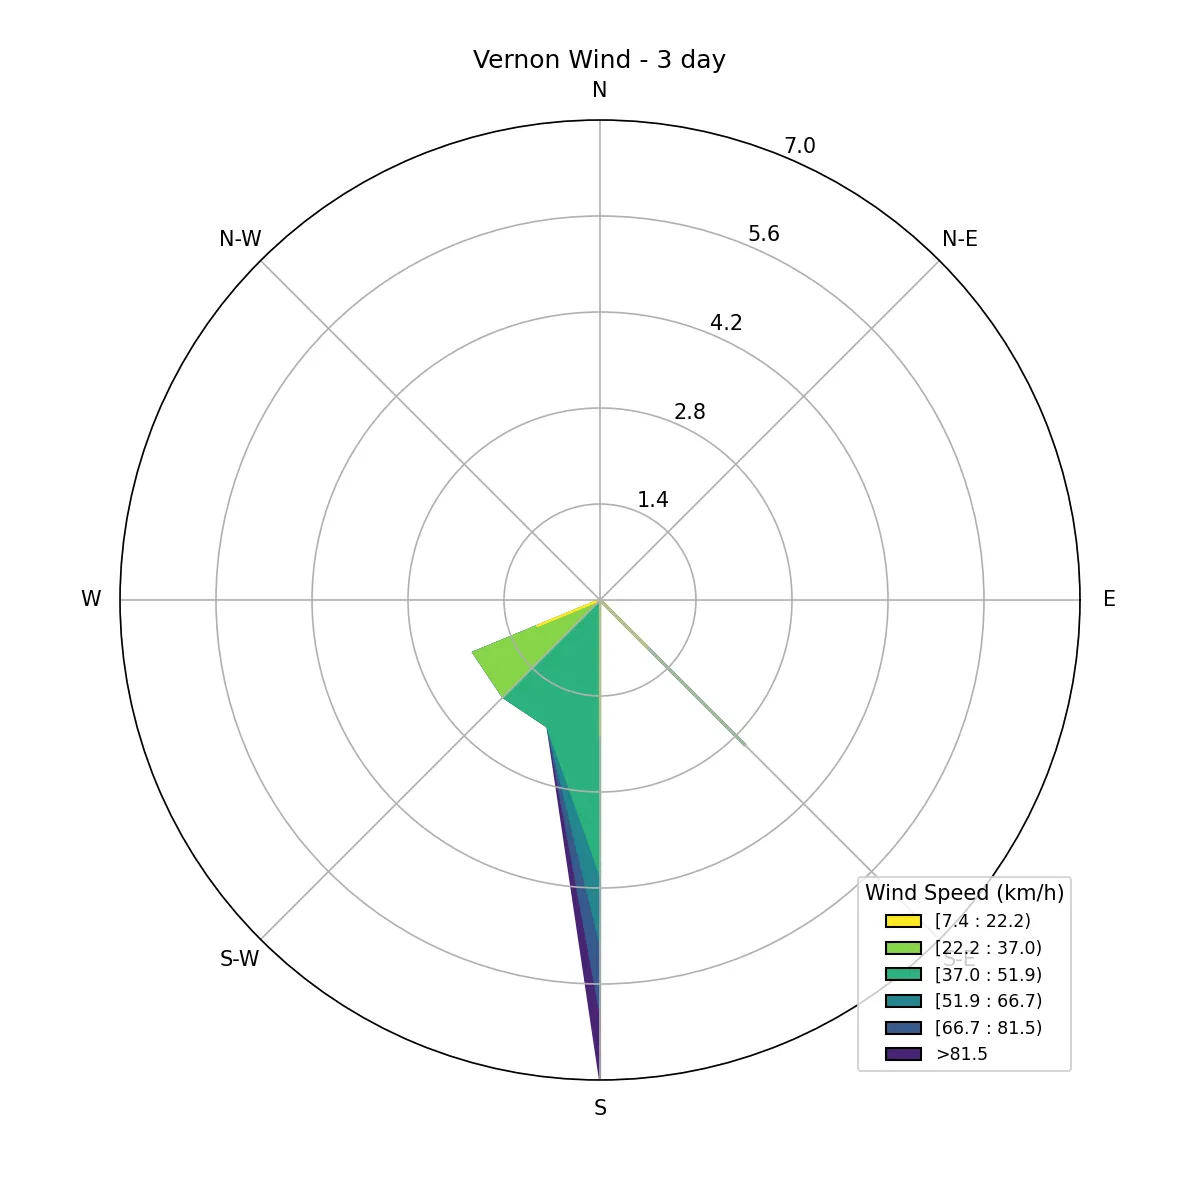 Vernon Wind - 3 day
N
7.0
N-W
5.6
N-E
4.2
2.8
1.4
W
E
Wind Speed (km/h)
[7.4 : 22.2)
[22.2 : 37.0)
S-W
S-E
[37.0 : 51.9)
[51.9 : 66.7)
[66.7 : 81.5)
>81.5
S